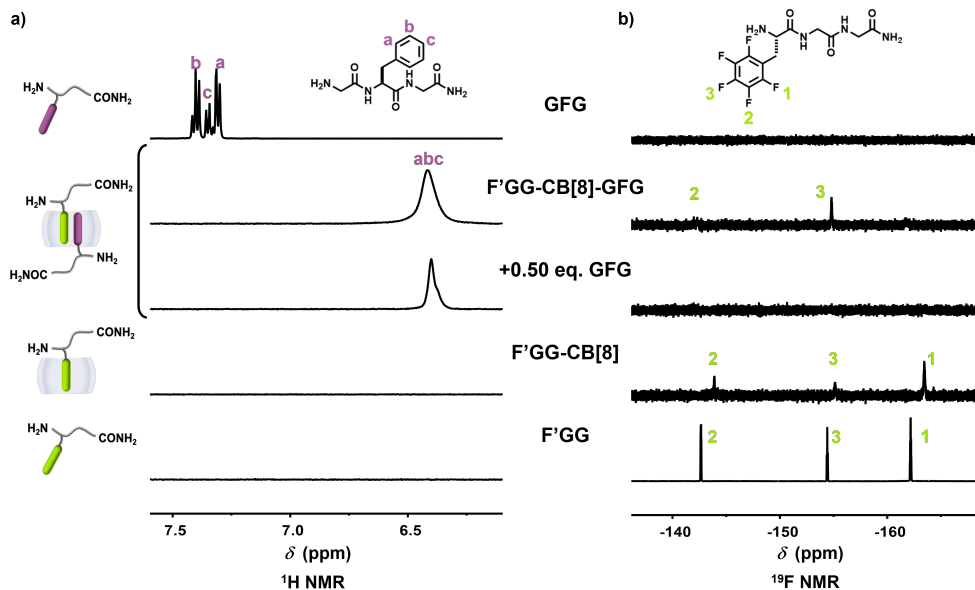 a)
b
a
c
b
a
c
H₂N
O
H
N
N
H
O
O
NH₂
H₂N
CONH₂
GFG
abc
F'GG-CB[8]-GFG
CONH₂
H₂N
NH₂
H₂NOC
+0.50 eq. GFG
F'GG-CB[8]
CONH₂
H₂N
F'GG
H₂N
CONH₂
7.5 7.0 6.5
δ (ppm)
¹H NMR
b)
H₂N
O
N
H
O
H
N
O
NH₂
F
F
F
F
F
3
1
2
2
3
2
3
1
2
3
1
-140 -150 -160
δ (ppm)
¹⁹F NMR